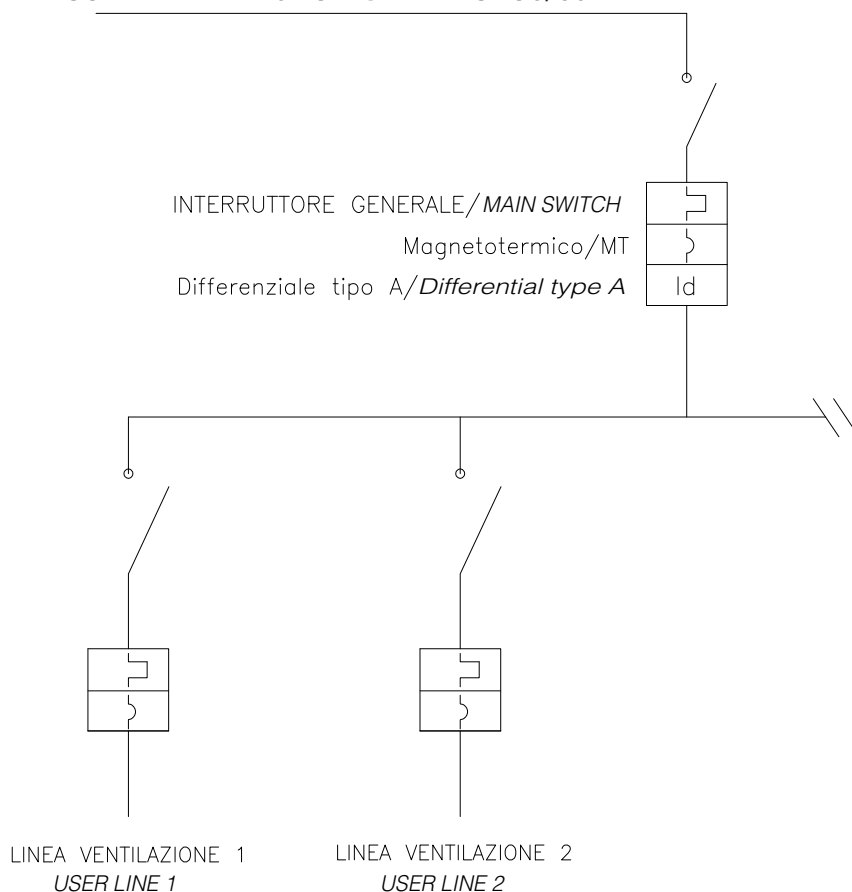 INTERRUTTORE GENERALE/MAIN SWITCH
Magnetotermico/MT
Differenziale tipo A/Differential type A
Id
LINEA VENTILAZIONE 1
USER LINE 1
LINEA VENTILAZIONE 2
USER LINE 2